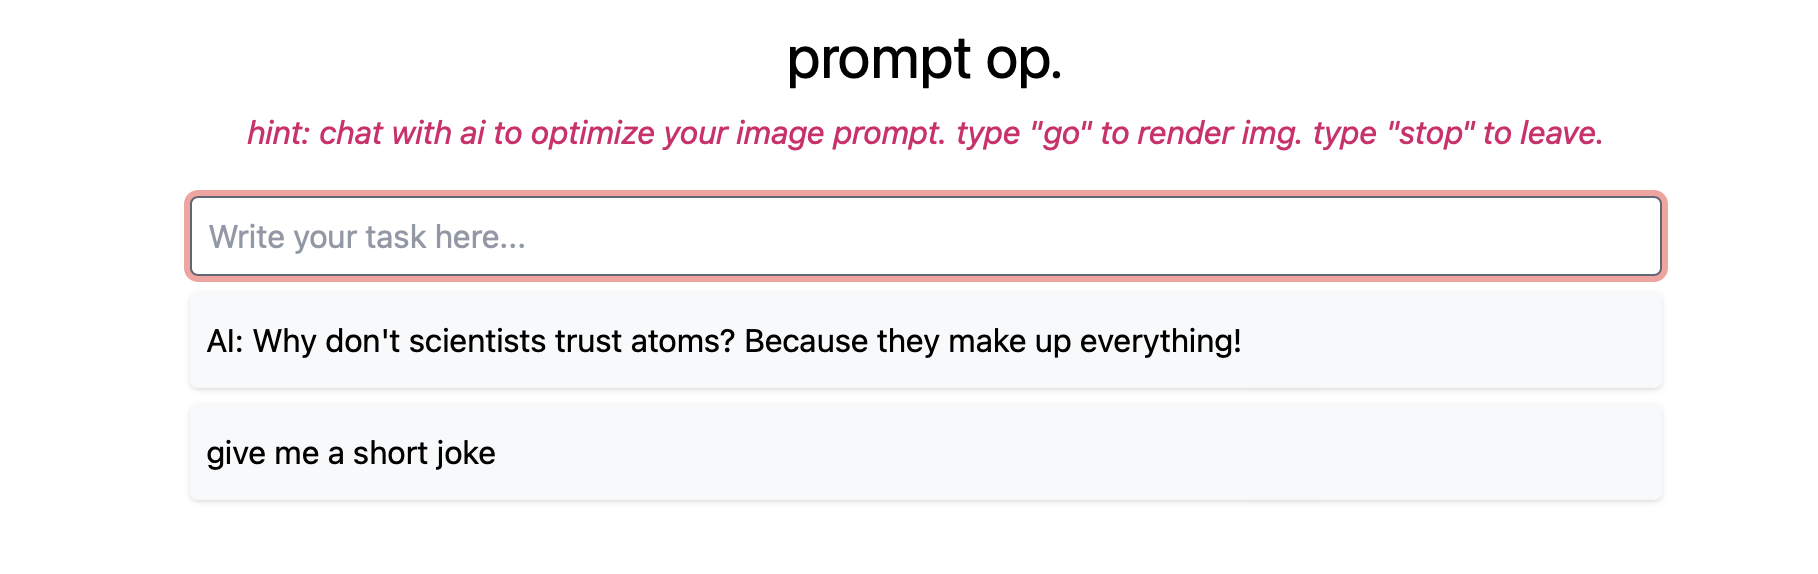 prompt op.
hint: chat with ai to optimize your image prompt. type "go" to render img. type "stop" to leave.
Write your task here...
AI: Why don't scientists trust atoms? Because they make up everything!
give me a short joke